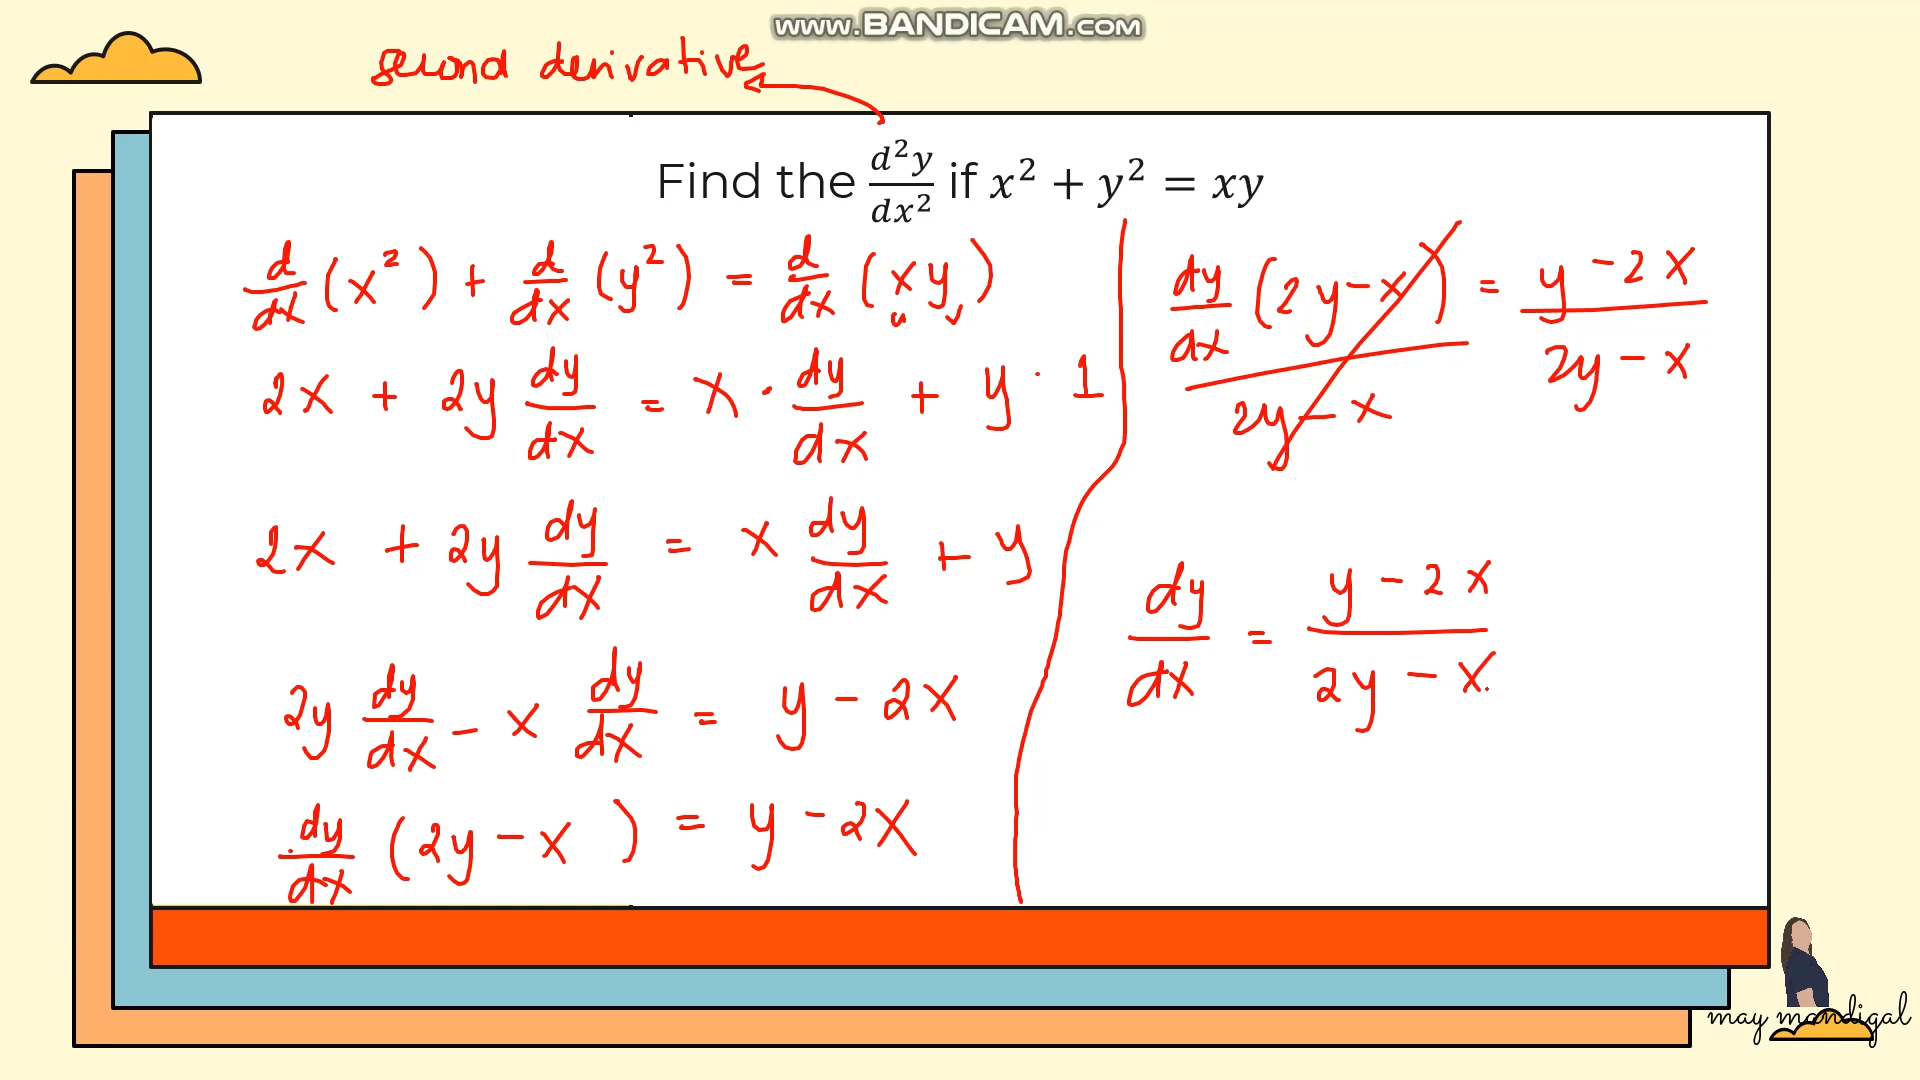 www.BANDICAM.com
second derivative
Find the d²y/dx² if x² + y² = xy
d/dx (x²) + d/dx (y²) = d/dx (xy)
u v
2x + 2y dy/dx = x · dy/dx + y · 1
2x + 2y dy/dx = x dy/dx + y
2y dy/dx - x dy/dx = y - 2x
dy/dx (2y - x) = y - 2x
dy/dx (2y - x) / 2y - x = y - 2x / 2y - x
dy/dx = y - 2x / 2y - x
may mandigal